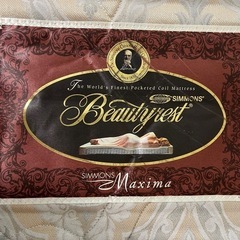 The World's Finest Pocketed Coil Mattress
SIMMONS®
Beautyrest®
SIMMONS
Maxima